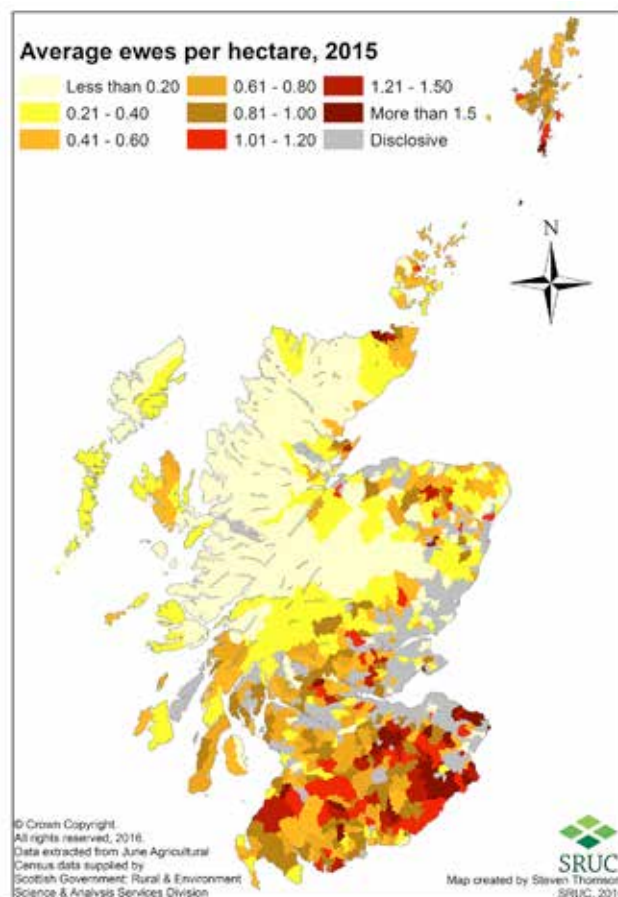 Average ewes per hectare, 2015
Less than 0.20
0.21 - 0.40
0.41 - 0.60
0.61 - 0.80
0.81 - 1.00
1.01 - 1.20
1.21 - 1.50
More than 1.5
Disclosive
N
© Crown Copyright.
All rights reserved, 2016.
Data extracted from June Agricultural
Census data supplied by
Scottish Government: Rural & Environment
Science & Analysis Services Division
SRUC
Map created by Steven Thomson
SRUC, 201